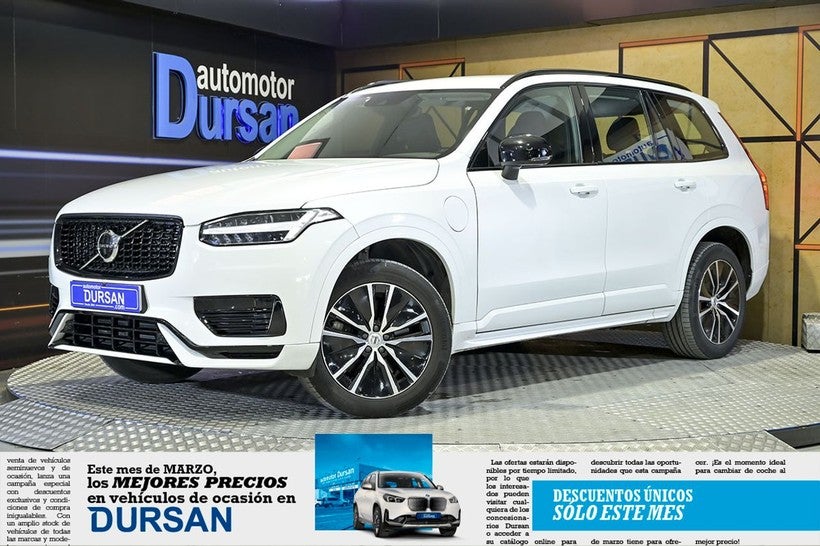 automotor
Dursan
VOLVO
automotor
DURSAN
.com
venta de vehículos
seminuevos y de
ocasión, lanza una
campaña especial
con descuentos
exclusivos y condi-
ciones de compra
inigualables. Con
un amplio stock de
vehículos de todas
las marcas y mode-
Este mes de MARZO,
los MEJORES PRECIOS
en vehículos de ocasión en
DURSAN
automotor Dursan
Las ofertas estarán dispo-
nibles por tiempo limitado,
por lo que
los interesa-
dos pueden
visitar cual-
quiera de los
concesiona-
rios Dursan
o acceder a
su catálogo online para
descubrir todas las oportu-
nidades que esta campaña
cer. ¡Es el momento ideal
para cambiar de coche al
DESCUENTOS ÚNICOS
SÓLO ESTE MES
de marzo tiene para ofre-
mejor precio!